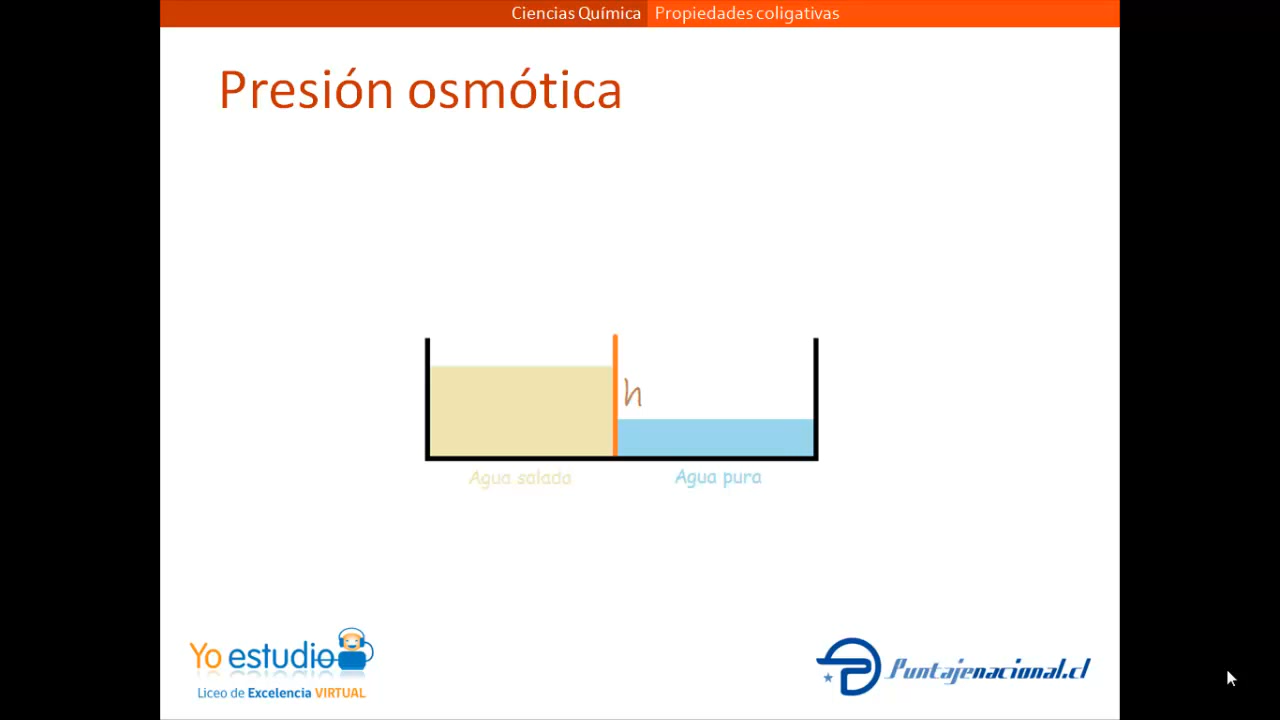 Ciencias Química Propiedades coligativas
Presión osmótica
h
Agua salada
Agua pura
Yo estudio
Liceo de Excelencia VIRTUAL
Puntajenacional.cl